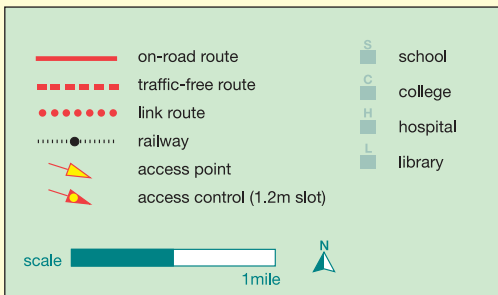 on-road route
traffic-free route
link route
railway
access point
access control (1.2m slot)
S
school
C
college
H
hospital
L
library
scale
1mile
N